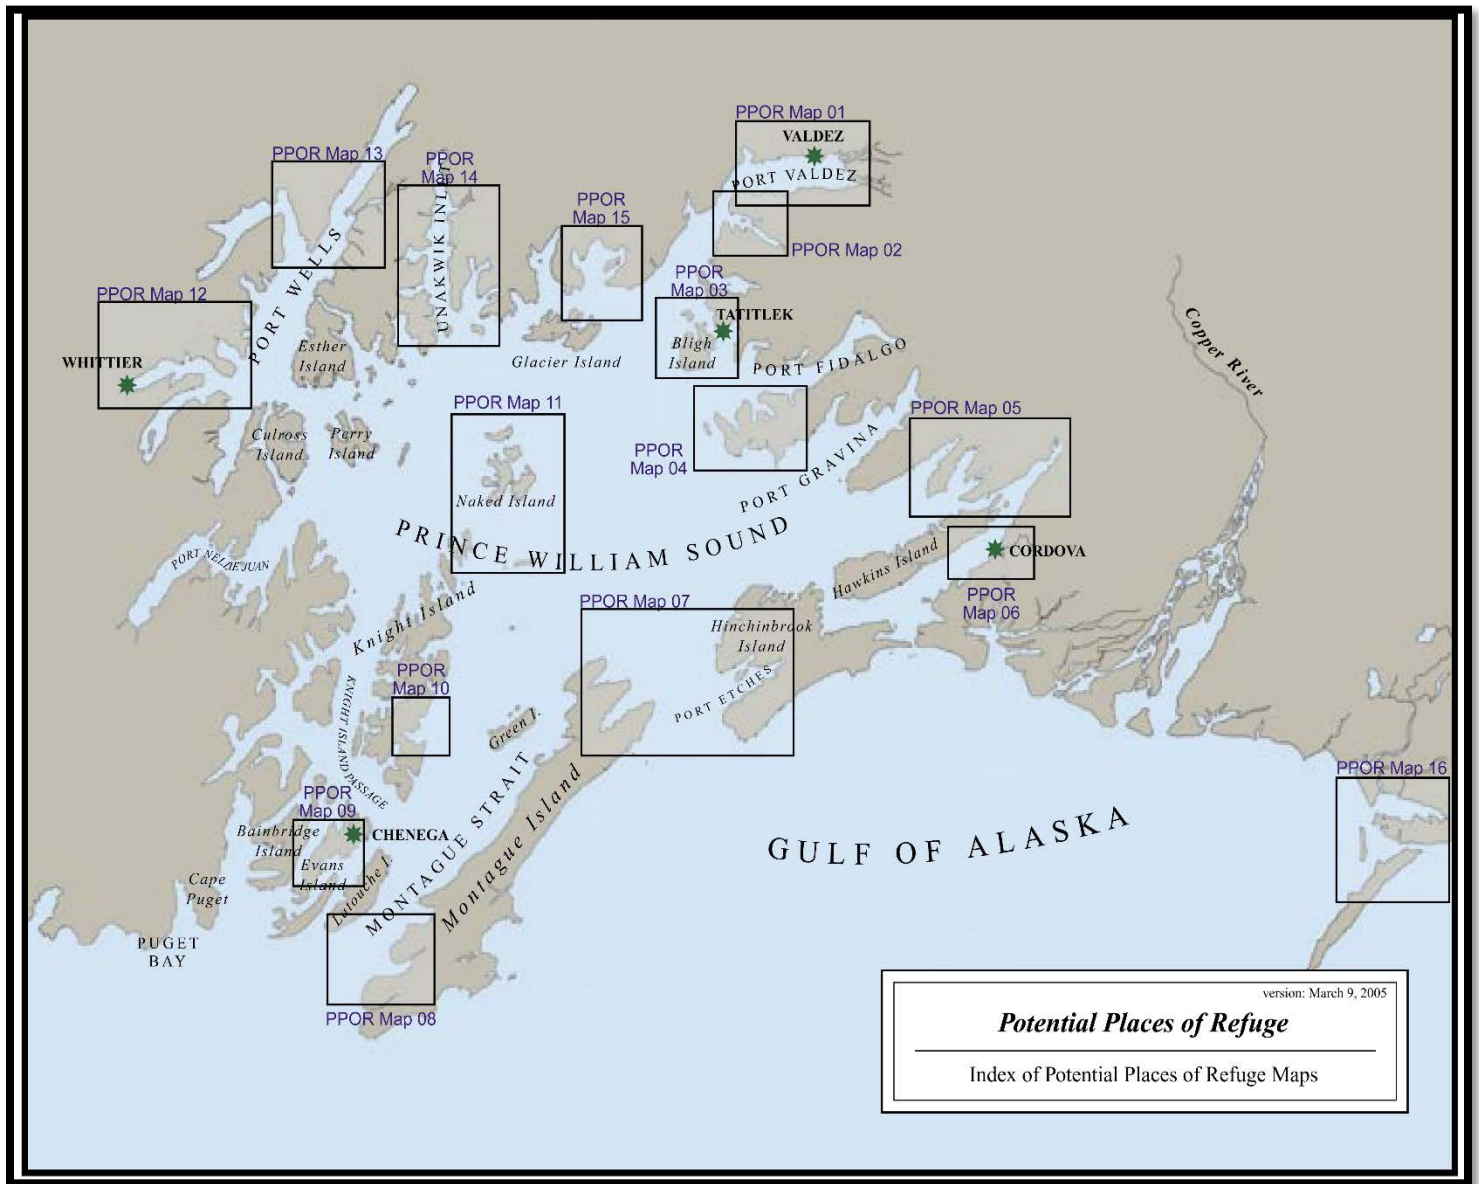 PPOR Map 01
VALDEZ
PORT VALDEZ
PPOR Map 13
PPOR
Map 14
UNAKWIK INLET
PPOR
Map 15
PPOR Map 02
PPOR
Map 03
TATITLEK
Bligh
Island
PORT WELLS
PPOR Map 12
WHITTIER
Esther
Island
Glacier Island
PORT FIDALGO
Copper River
PPOR Map 11
PPOR Map 05
Culross
Island
Perry
Island
PPOR
Map 04
PORT GRAVINA
Naked Island
PRINCE WILLIAM SOUND
PORT NELLIE JUAN
Hawkins Island
CORDOVA
PPOR
Map 06
Knight Island
PPOR Map 07
Hinchinbrook
Island
PORT ETCHES
PPOR
Map 10
KNIGHT ISLAND PASSAGE
Green I.
PPOR Map 16
PPOR
Map 09
CHENEGA
Bainbridge
Island
Evans
Island
Latouche I.
MONTAGUE STRAIT
Montague Island
GULF OF ALASKA
Cape
Puget
PUGET
BAY
PPOR Map 08
version: March 9, 2005
Potential Places of Refuge
Index of Potential Places of Refuge Maps